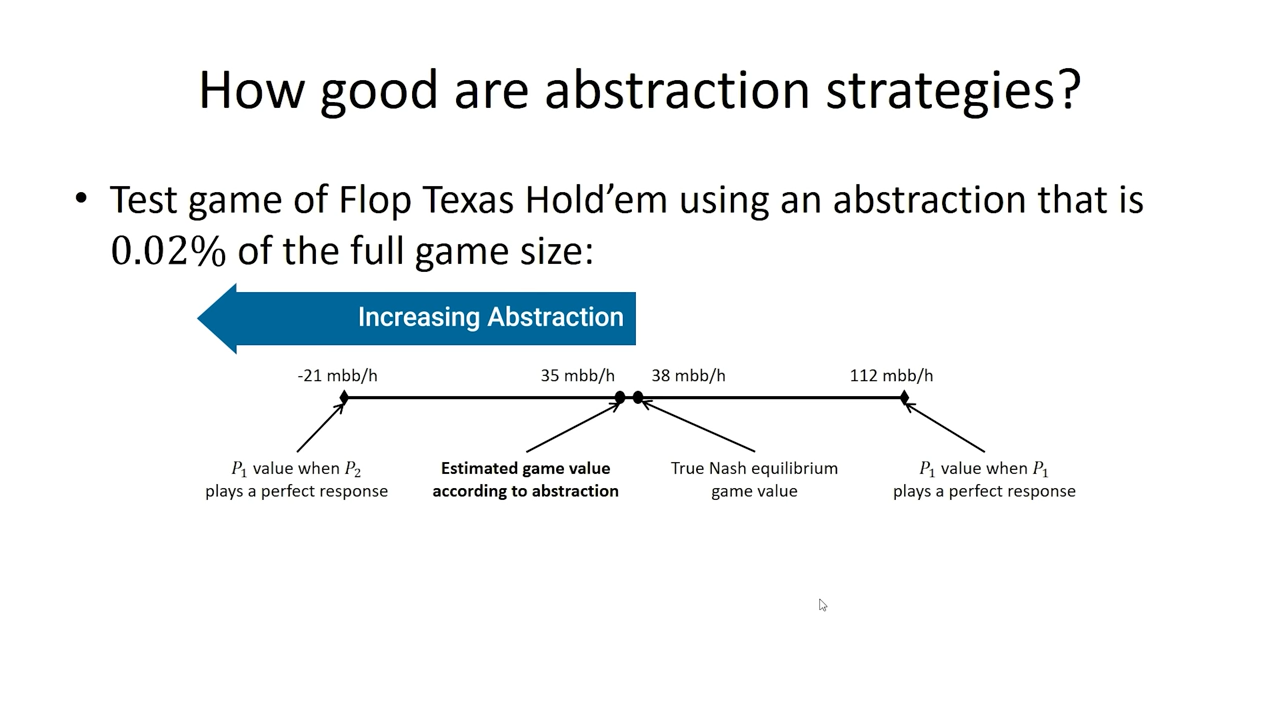 How good are abstraction strategies?
• Test game of Flop Texas Hold’em using an abstraction that is
0.02% of the full game size:
Increasing Abstraction
-21 mbb/h 35 mbb/h 38 mbb/h 112 mbb/h
P₁ value when P₂
plays a perfect response
Estimated game value
according to abstraction
True Nash equilibrium
game value
P₁ value when P₁
plays a perfect response